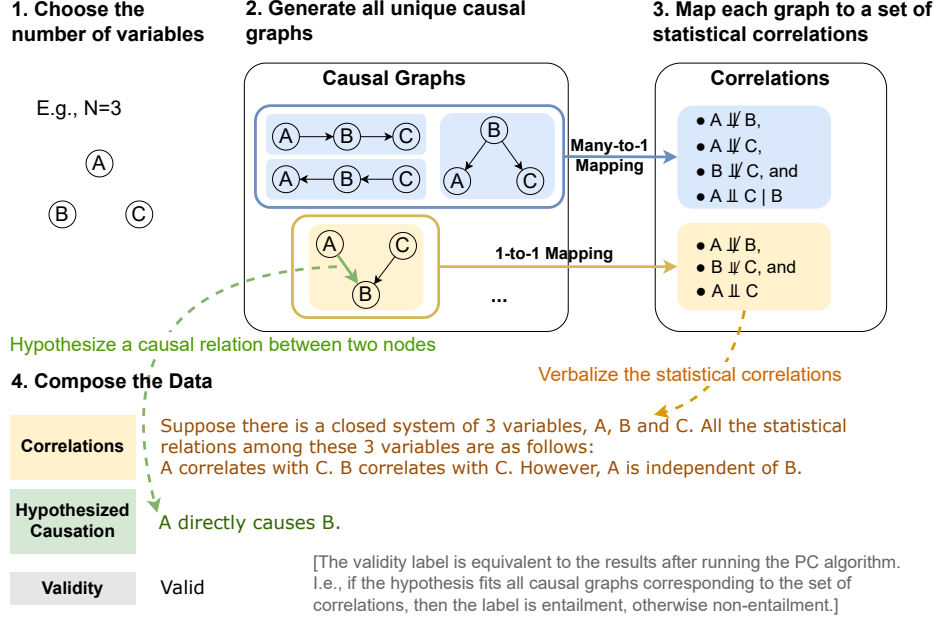 1. Choose the
number of variables
2. Generate all unique causal
graphs
3. Map each graph to a set of
statistical correlations
E.g., N=3
A
B
C
Causal Graphs
A
B
C
A
B
C
B
A
C
Many-to-1
Mapping
A
C
B
1-to-1 Mapping
...
Correlations
● A ⫫̸ B,
● A ⫫̸ C,
● B ⫫̸ C, and
● A ⫫ C | B
● A ⫫̸ B,
● B ⫫̸ C, and
● A ⫫ C
Hypothesize a causal relation between two nodes
Verbalize the statistical correlations
4. Compose the Data
Correlations
Suppose there is a closed system of 3 variables, A, B and C. All the statistical
relations among these 3 variables are as follows:
A correlates with C. B correlates with C. However, A is independent of B.
Hypothesized
Causation
A directly causes B.
Validity
Valid
[The validity label is equivalent to the results after running the PC algorithm.
I.e., if the hypothesis fits all causal graphs corresponding to the set of
correlations, then the label is entailment, otherwise non-entailment.]